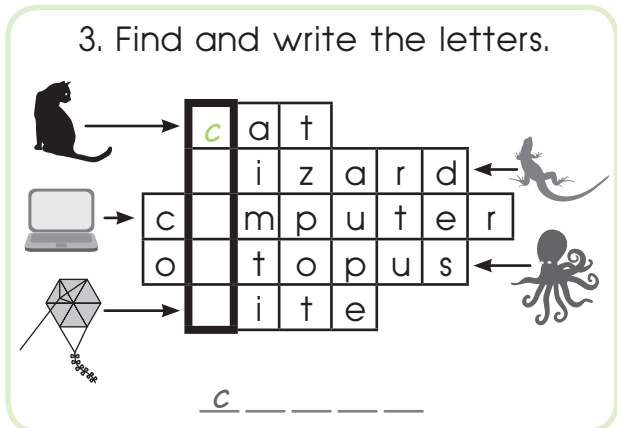 3. Find and write the letters.
c a t
i z a r d
c m p u t e r
o t o p u s
i t e
c